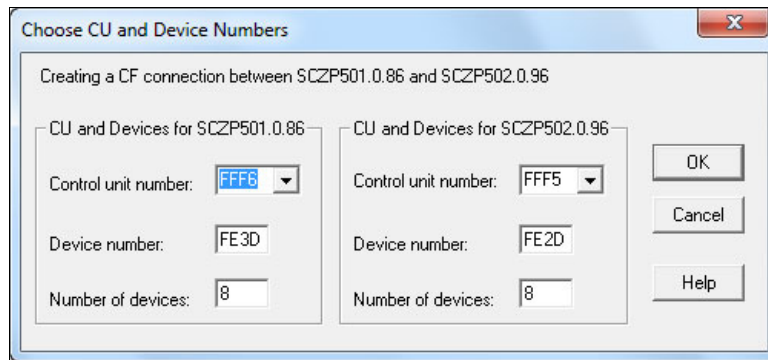 Choose CU and Device Numbers
Creating a CF connection between SCZP501.0.86 and SCZP502.0.96
CU and Devices for SCZP501.0.86
Control unit number: FFF6
Device number: FE3D
Number of devices: 8
CU and Devices for SCZP502.0.96
Control unit number: FFF5
Device number: FE2D
Number of devices: 8
OK
Cancel
Help